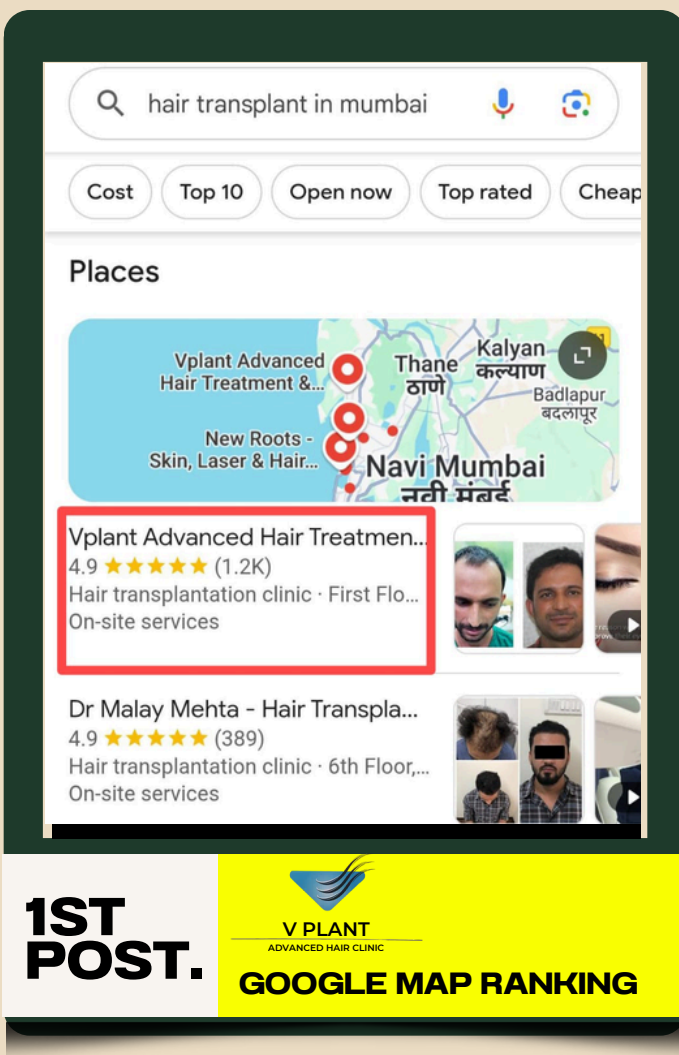 hair transplant in mumbai
Cost
Top 10
Open now
Top rated
Cheap
Places
Vplant Advanced
Hair Treatment &...
New Roots -
Skin, Laser & Hair...
Thane
ठाणे
Kalyan
कल्याण
Badlapur
बदलापूर
Navi Mumbai
नवी मुंबई
Vplant Advanced Hair Treatmen...
4.9 ★★★★★ (1.2K)
Hair transplantation clinic · First Flo...
On-site services
Dr Malay Mehta - Hair Transpla...
4.9 ★★★★★ (389)
Hair transplantation clinic · 6th Floor,...
On-site services
1ST
POST.
V PLANT
ADVANCED HAIR CLINIC
GOOGLE MAP RANKING